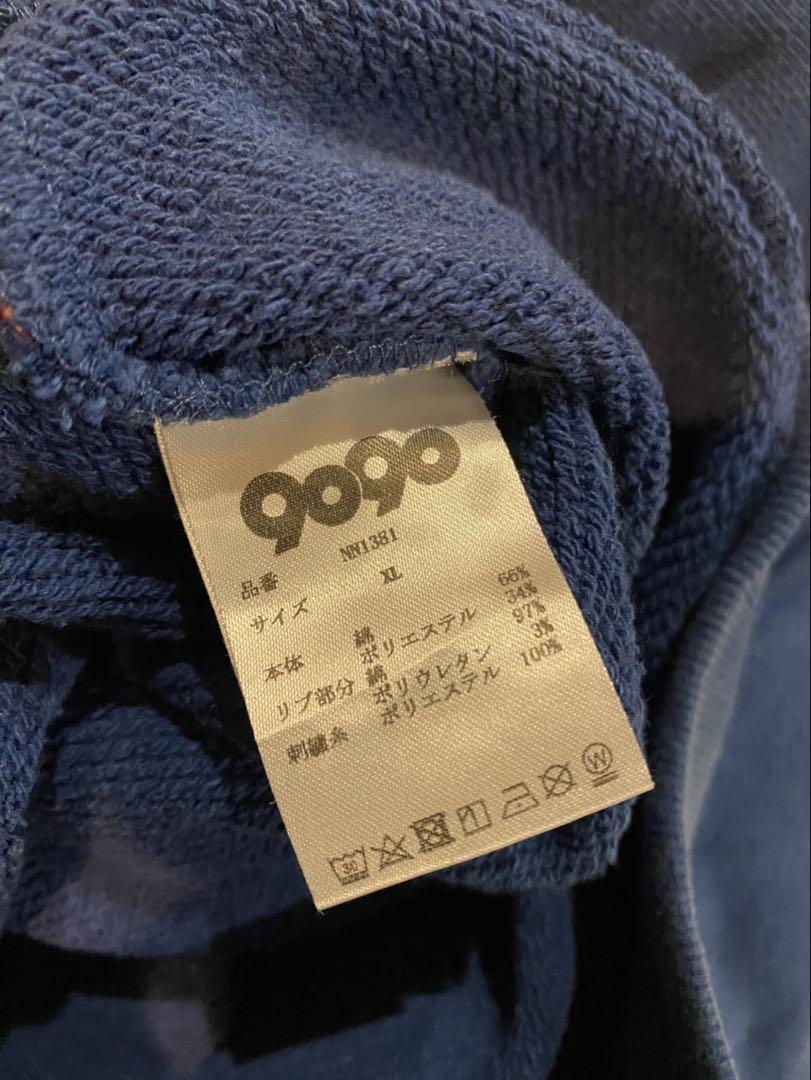 9090
品番 NN1381
サイズ XL
本体 綿 66%
ポリエステル 34%
リブ部分 綿 97%
ポリウレタン 3%
刺繍糸 ポリエステル 100%
30 W